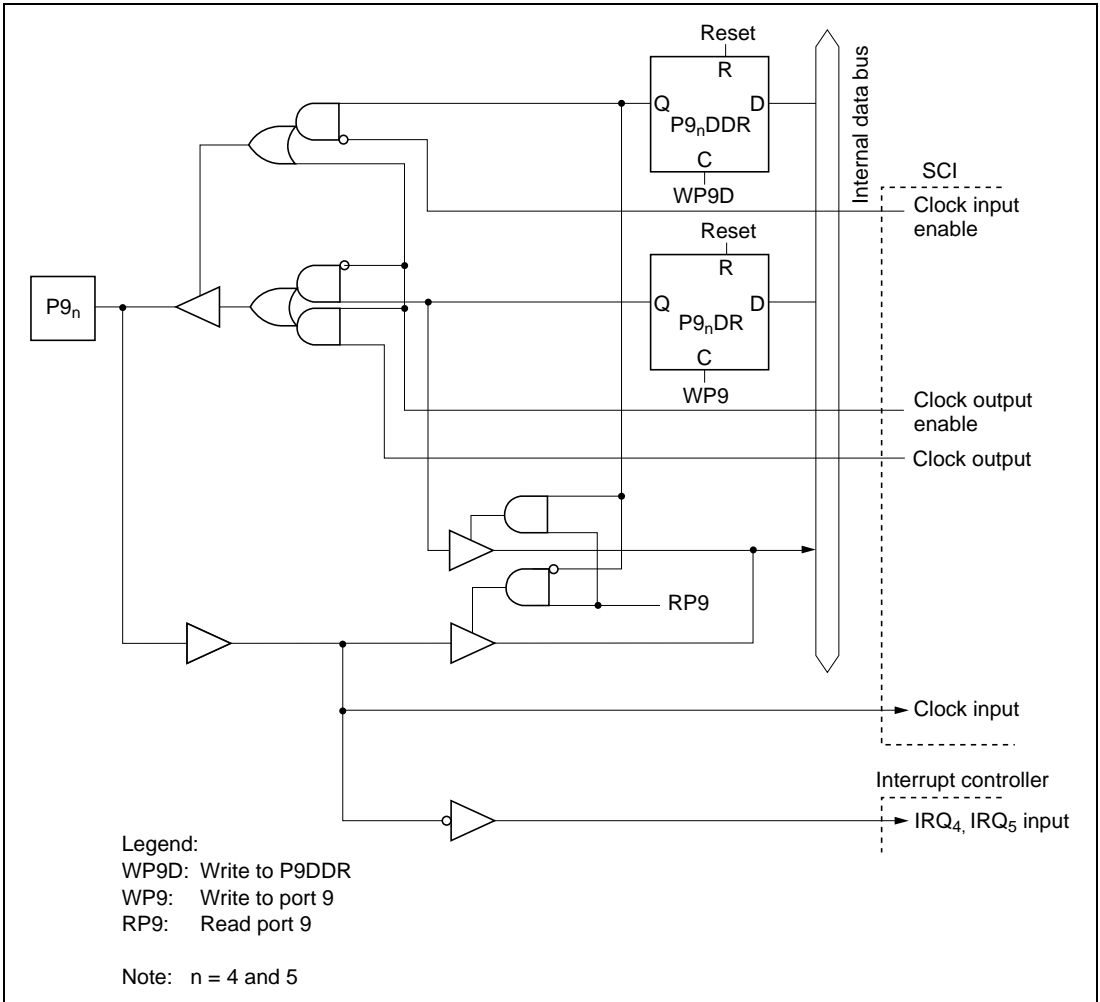 Reset
R
Q D
P9nDDR
C
WP9D
Internal data bus
SCI
Clock input
enable
Reset
R
Q D
P9nDR
C
WP9
P9n
Clock output
enable
Clock output
RP9
Clock input
Interrupt controller
IRQ4, IRQ5 input
Legend:
WP9D: Write to P9DDR
WP9: Write to port 9
RP9: Read port 9
Note: n = 4 and 5